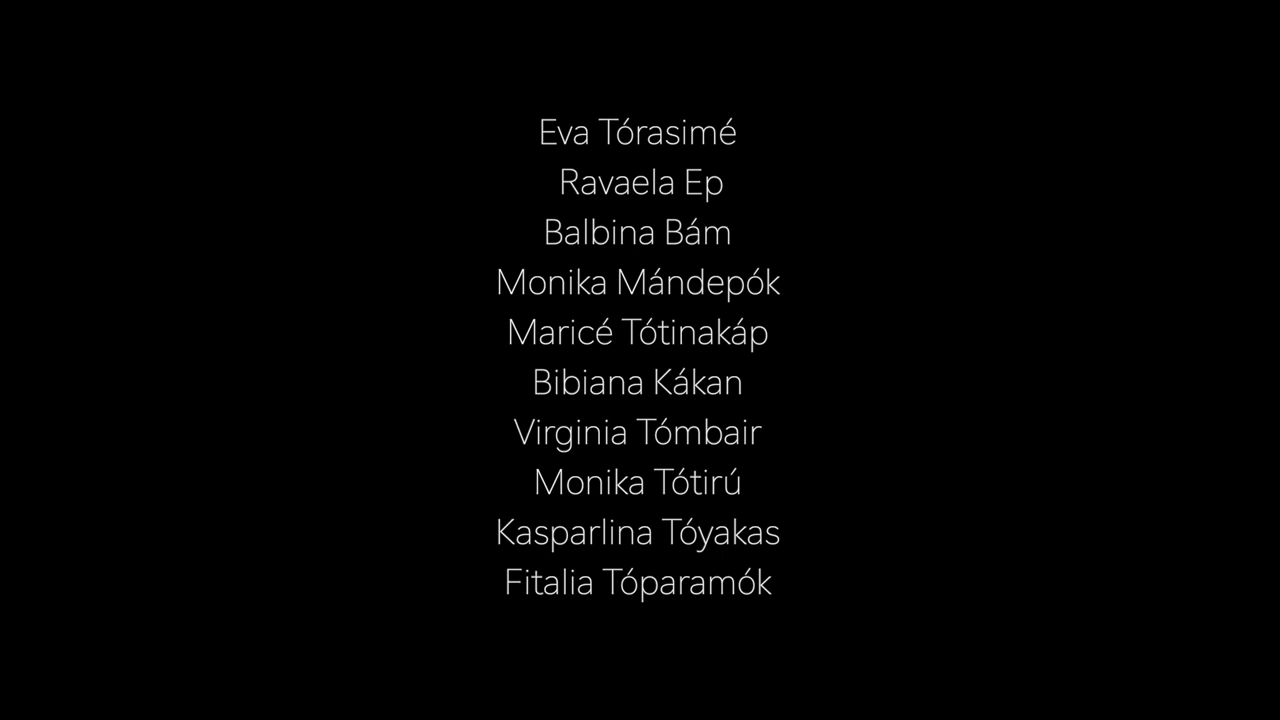 Eva Tórasimé
Ravaela Ep
Balbina Bám
Monika Mándepók
Maricé Tótinakáp
Bibiana Kákan
Virginia Tómbair
Monika Tótirú
Kasparlina Tóyakas
Fitalia Tóparamók